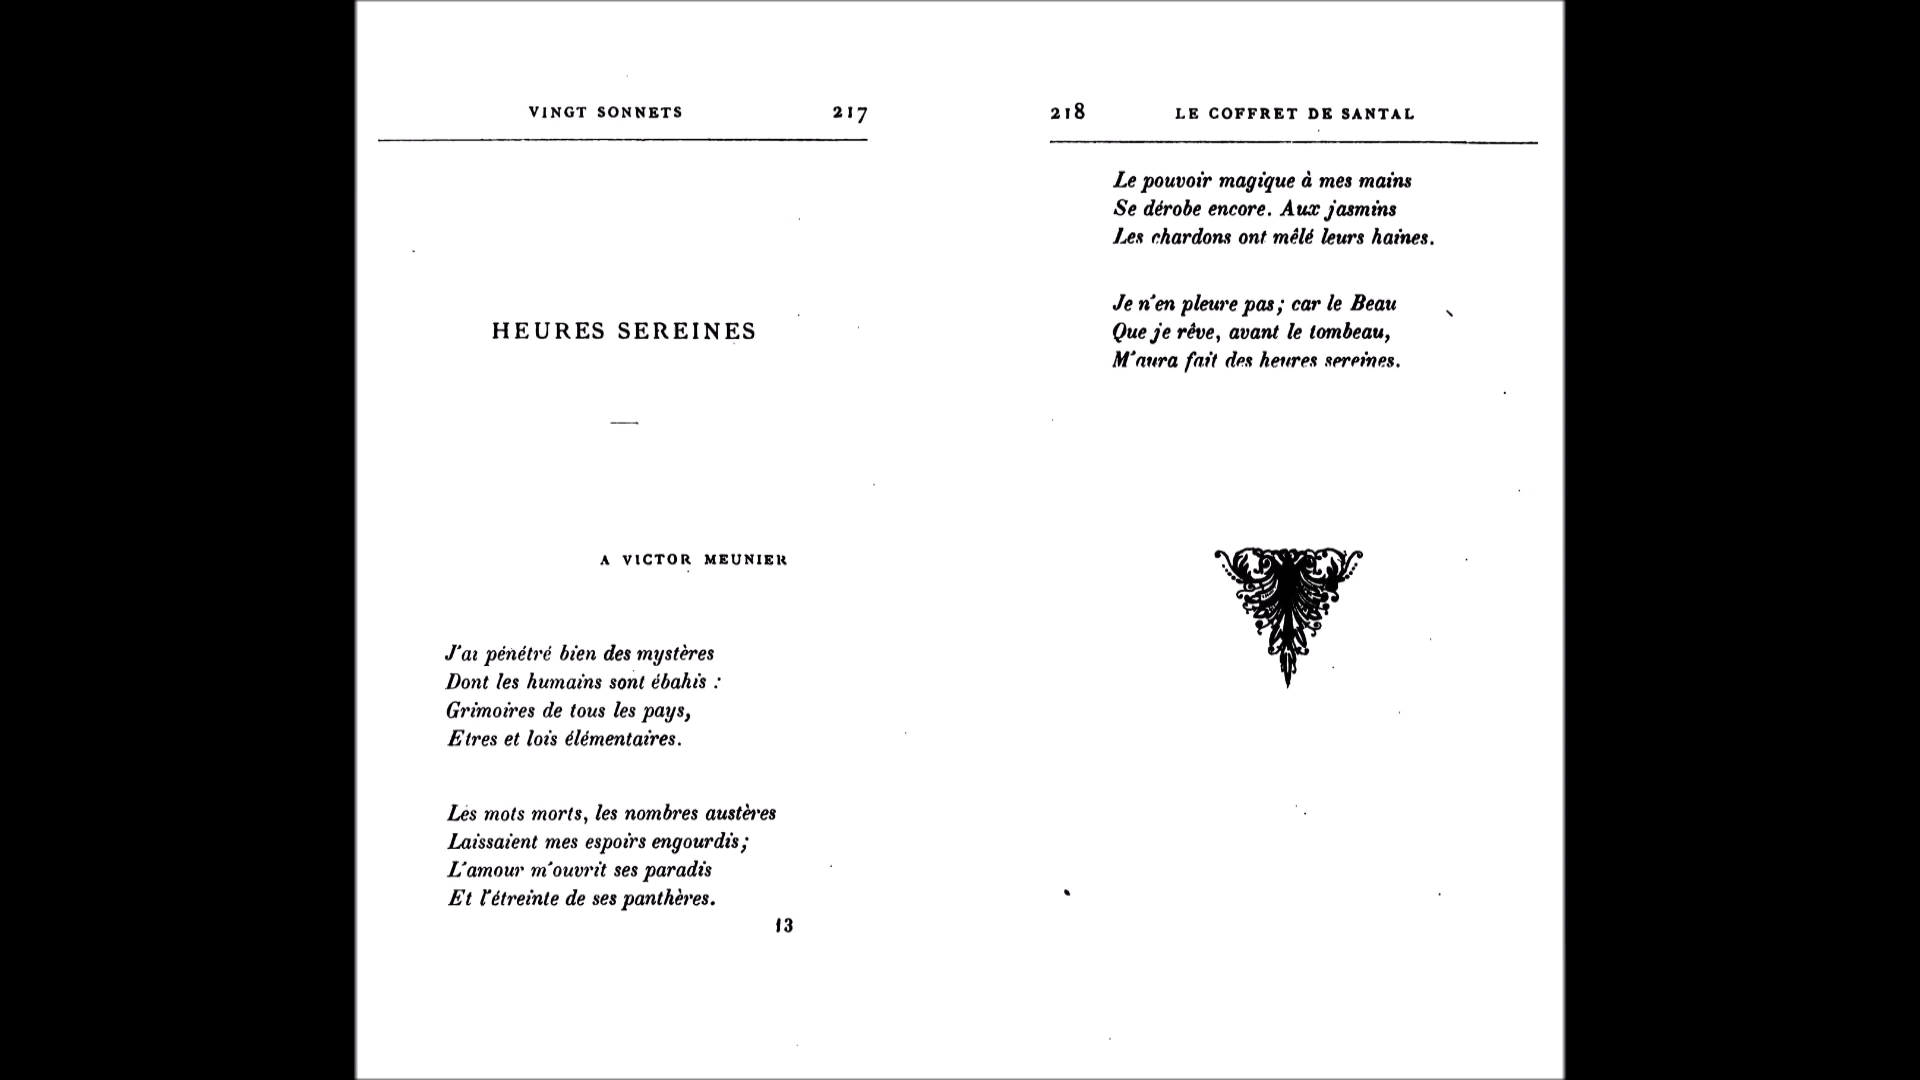 VINGT SONNETS 217
HEURES SEREINES
A VICTOR MEUNIER
J'ai pénétré bien des mystères
Dont les humains sont ébahis :
Grimoires de tous les pays,
Etres et lois élémentaires.
Les mots morts, les nombres austères
Laissaient mes espoirs engourdis;
L'amour m'ouvrit ses paradis
Et l'étreinte de ses panthères.
13
218 LE COFFRET DE SANTAL
Le pouvoir magique à mes mains
Se dérobe encore. Aux jasmins
Les chardons ont mêlé leurs haines.
Je n'en pleure pas; car le Beau
Que je rêve, avant le tombeau,
M'aura fait des heures sereines.